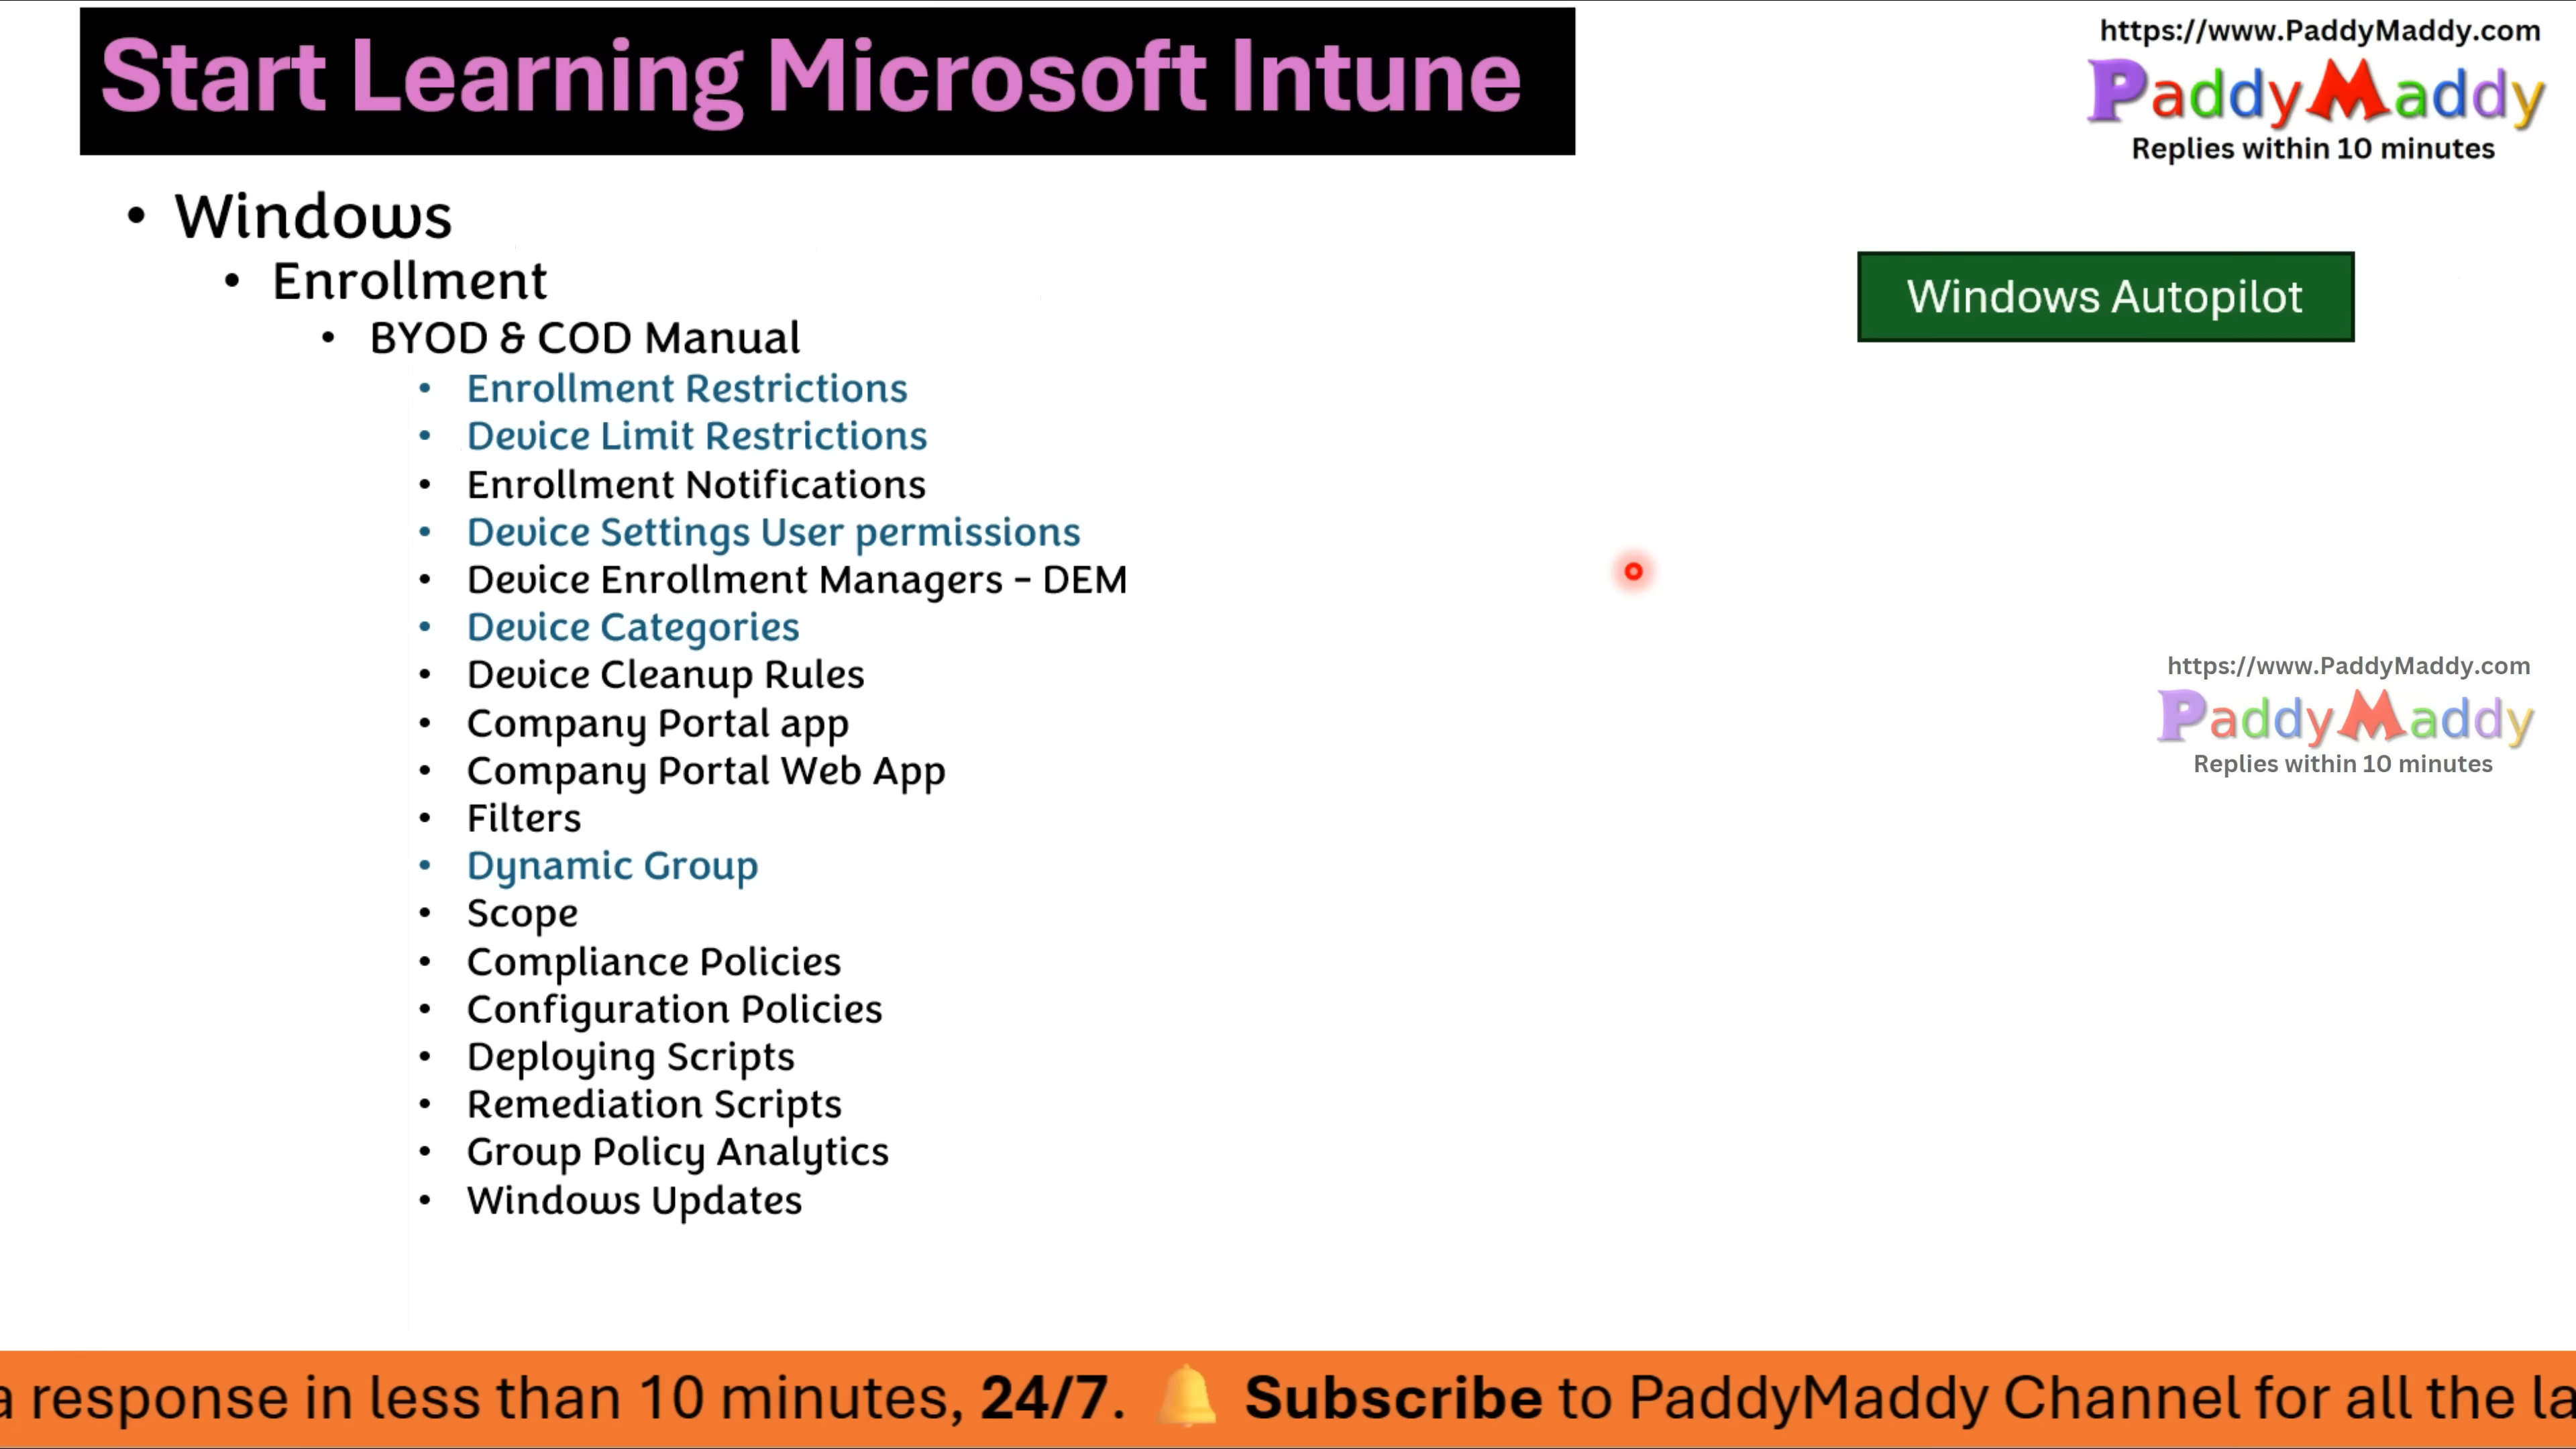 Start Learning Microsoft Intune
https://www.PaddyMaddy.com
PaddyMaddy
Replies within 10 minutes
• Windows
• Enrollment
• BYOD & COD Manual
• Enrollment Restrictions
• Device Limit Restrictions
• Enrollment Notifications
• Device Settings User permissions
• Device Enrollment Managers – DEM
• Device Categories
• Device Cleanup Rules
• Company Portal app
• Company Portal Web App
• Filters
• Dynamic Group
• Scope
• Compliance Policies
• Configuration Policies
• Deploying Scripts
• Remediation Scripts
• Group Policy Analytics
• Windows Updates
Windows Autopilot
https://www.PaddyMaddy.com
PaddyMaddy
Replies within 10 minutes
a response in less than 10 minutes, 24/7. 🔔 Subscribe to PaddyMaddy Channel for all the la